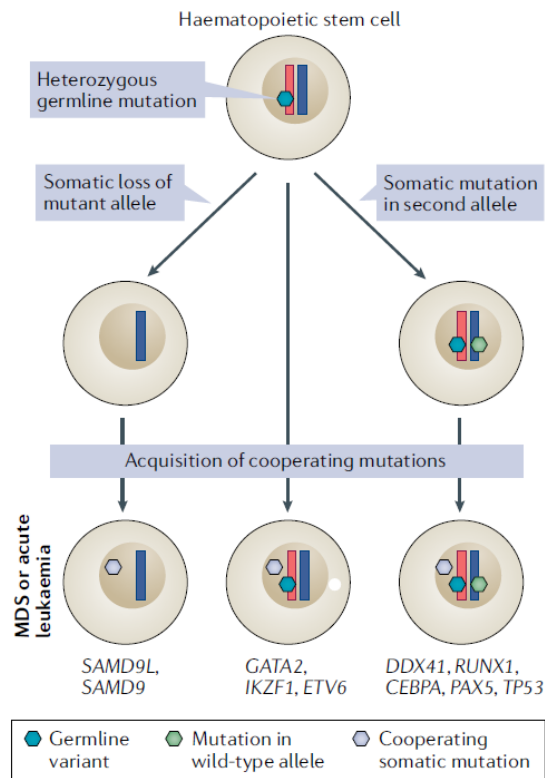 Haematopoietic stem cell
Heterozygous
germline mutation
Somatic loss of
mutant allele
Somatic mutation
in second allele
Acquisition of cooperating mutations
MDS or acute
leukaemia
SAMD9L,
SAMD9
GATA2,
IKZF1, ETV6
DDX41, RUNX1,
CEBPA, PAX5, TP53
Germline
variant
Mutation in
wild-type allele
Cooperating
somatic mutation